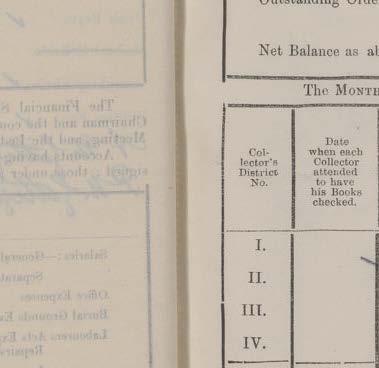 Outstanding Orde
Net Balance as ab
The MONTH
Col-
lector's
District
No.
Date
when each
Collector
attended
to have
his Books
checked.
I.
II.
III.
IV.
The Financial S
Chairman and the cou
Meeting, and the
Accounts having
signed
those under
Salaries:—General
Separat
Office Expenses
Burial Grounds Ex
Labourers Acts Exp
Repairs